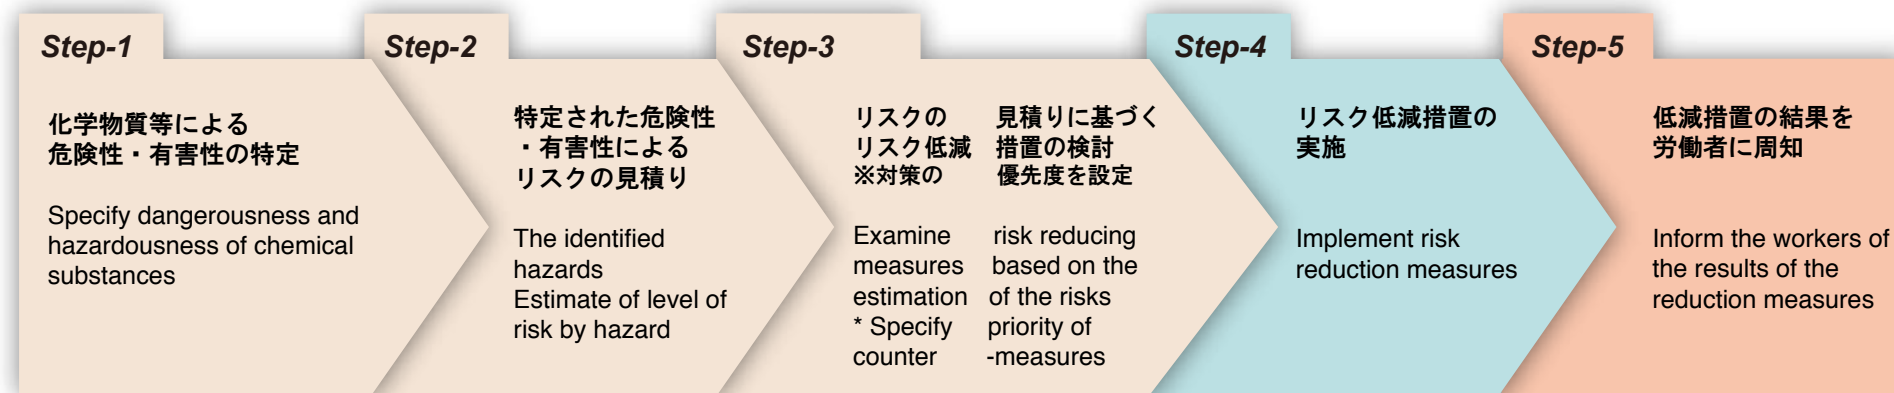 Step-1
化学物質等による
危険性・有害性の特定
Specify dangerousness and
hazardousness of chemical
substances
Step-2
特定された危険性
・有害性による
リスクの見積り
The identified
hazards
Estimate of level of
risk by hazard
Step-3
リスクの 見積りに基づく
リスク低減 措置の検討
※対策の 優先度を設定
Examine risk reducing
measures based on the
estimation of the risks
* Specify priority of
counter -measures
Step-4
リスク低減措置の
実施
Implement risk
reduction measures
Step-5
低減措置の結果を
労働者に周知
Inform the workers of
the results of the
reduction measures